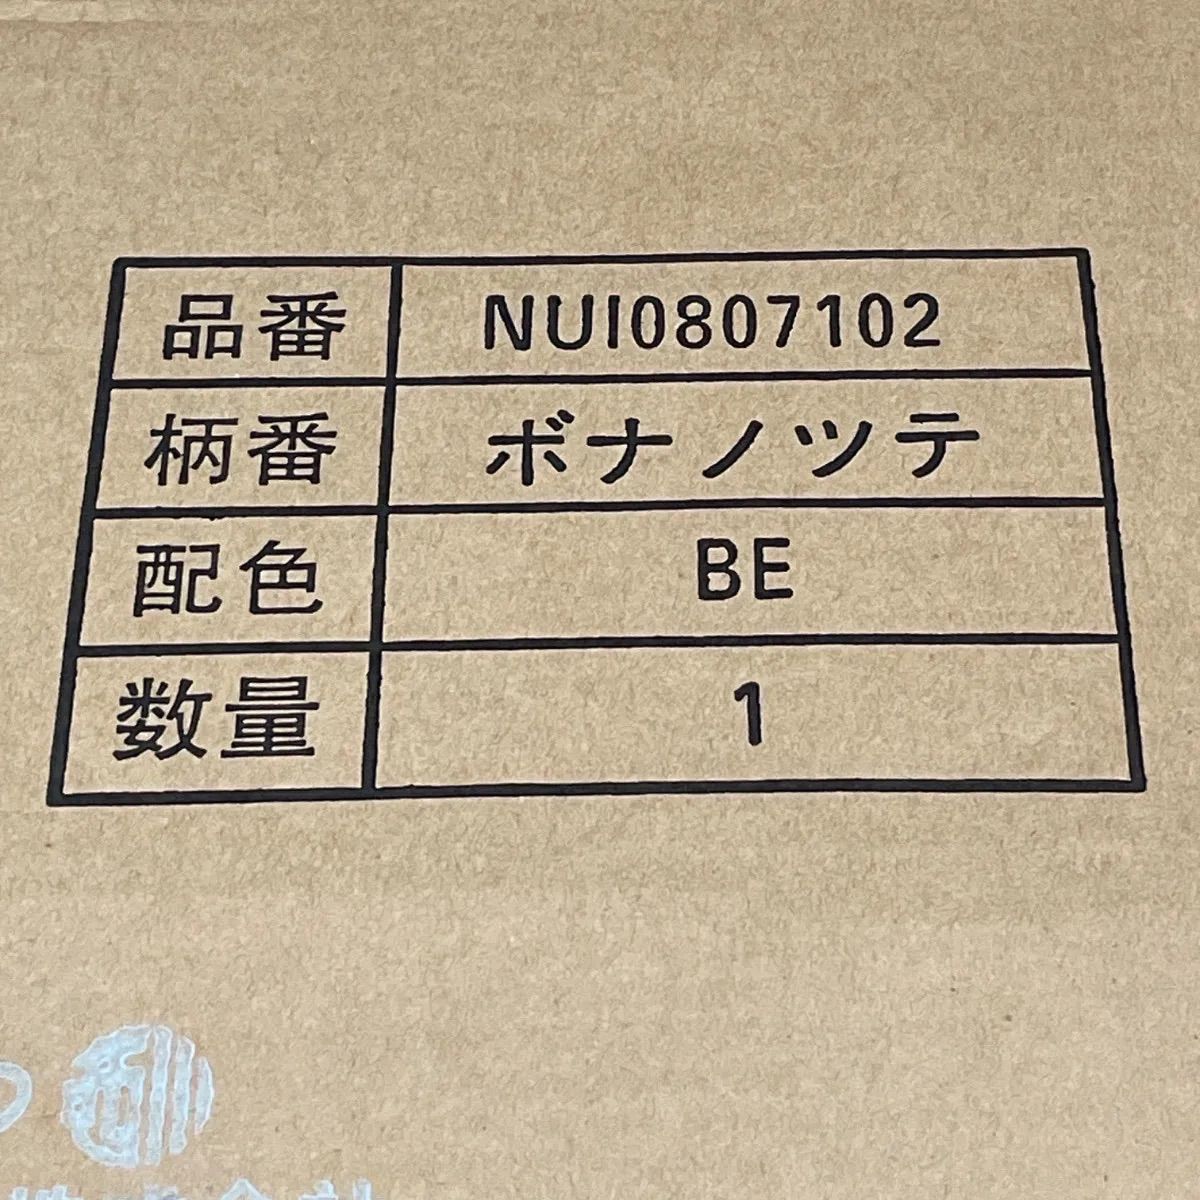 品番 NUI0807102
柄番 ボナノツテ
配色 BE
数量 1